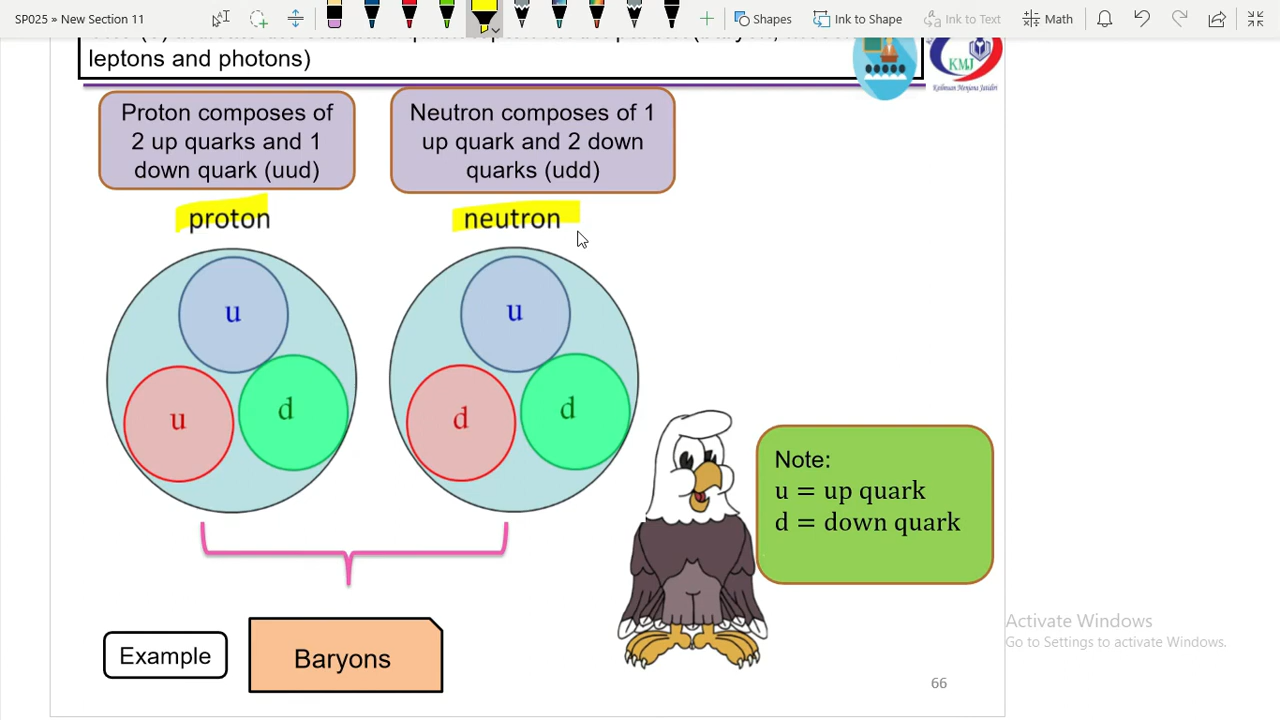 SP025 » New Section 11
Shapes
Ink to Shape
Ink to Text
Math
leptons and photons)
KMJ
Proton composes of
2 up quarks and 1
down quark (uud)
Neutron composes of 1
up quark and 2 down
quarks (udd)
proton
neutron
u
u
d
u
d
d
Note:
u = up quark
d = down quark
Example
Baryons
Activate Windows
Go to Settings to activate Windows.
66